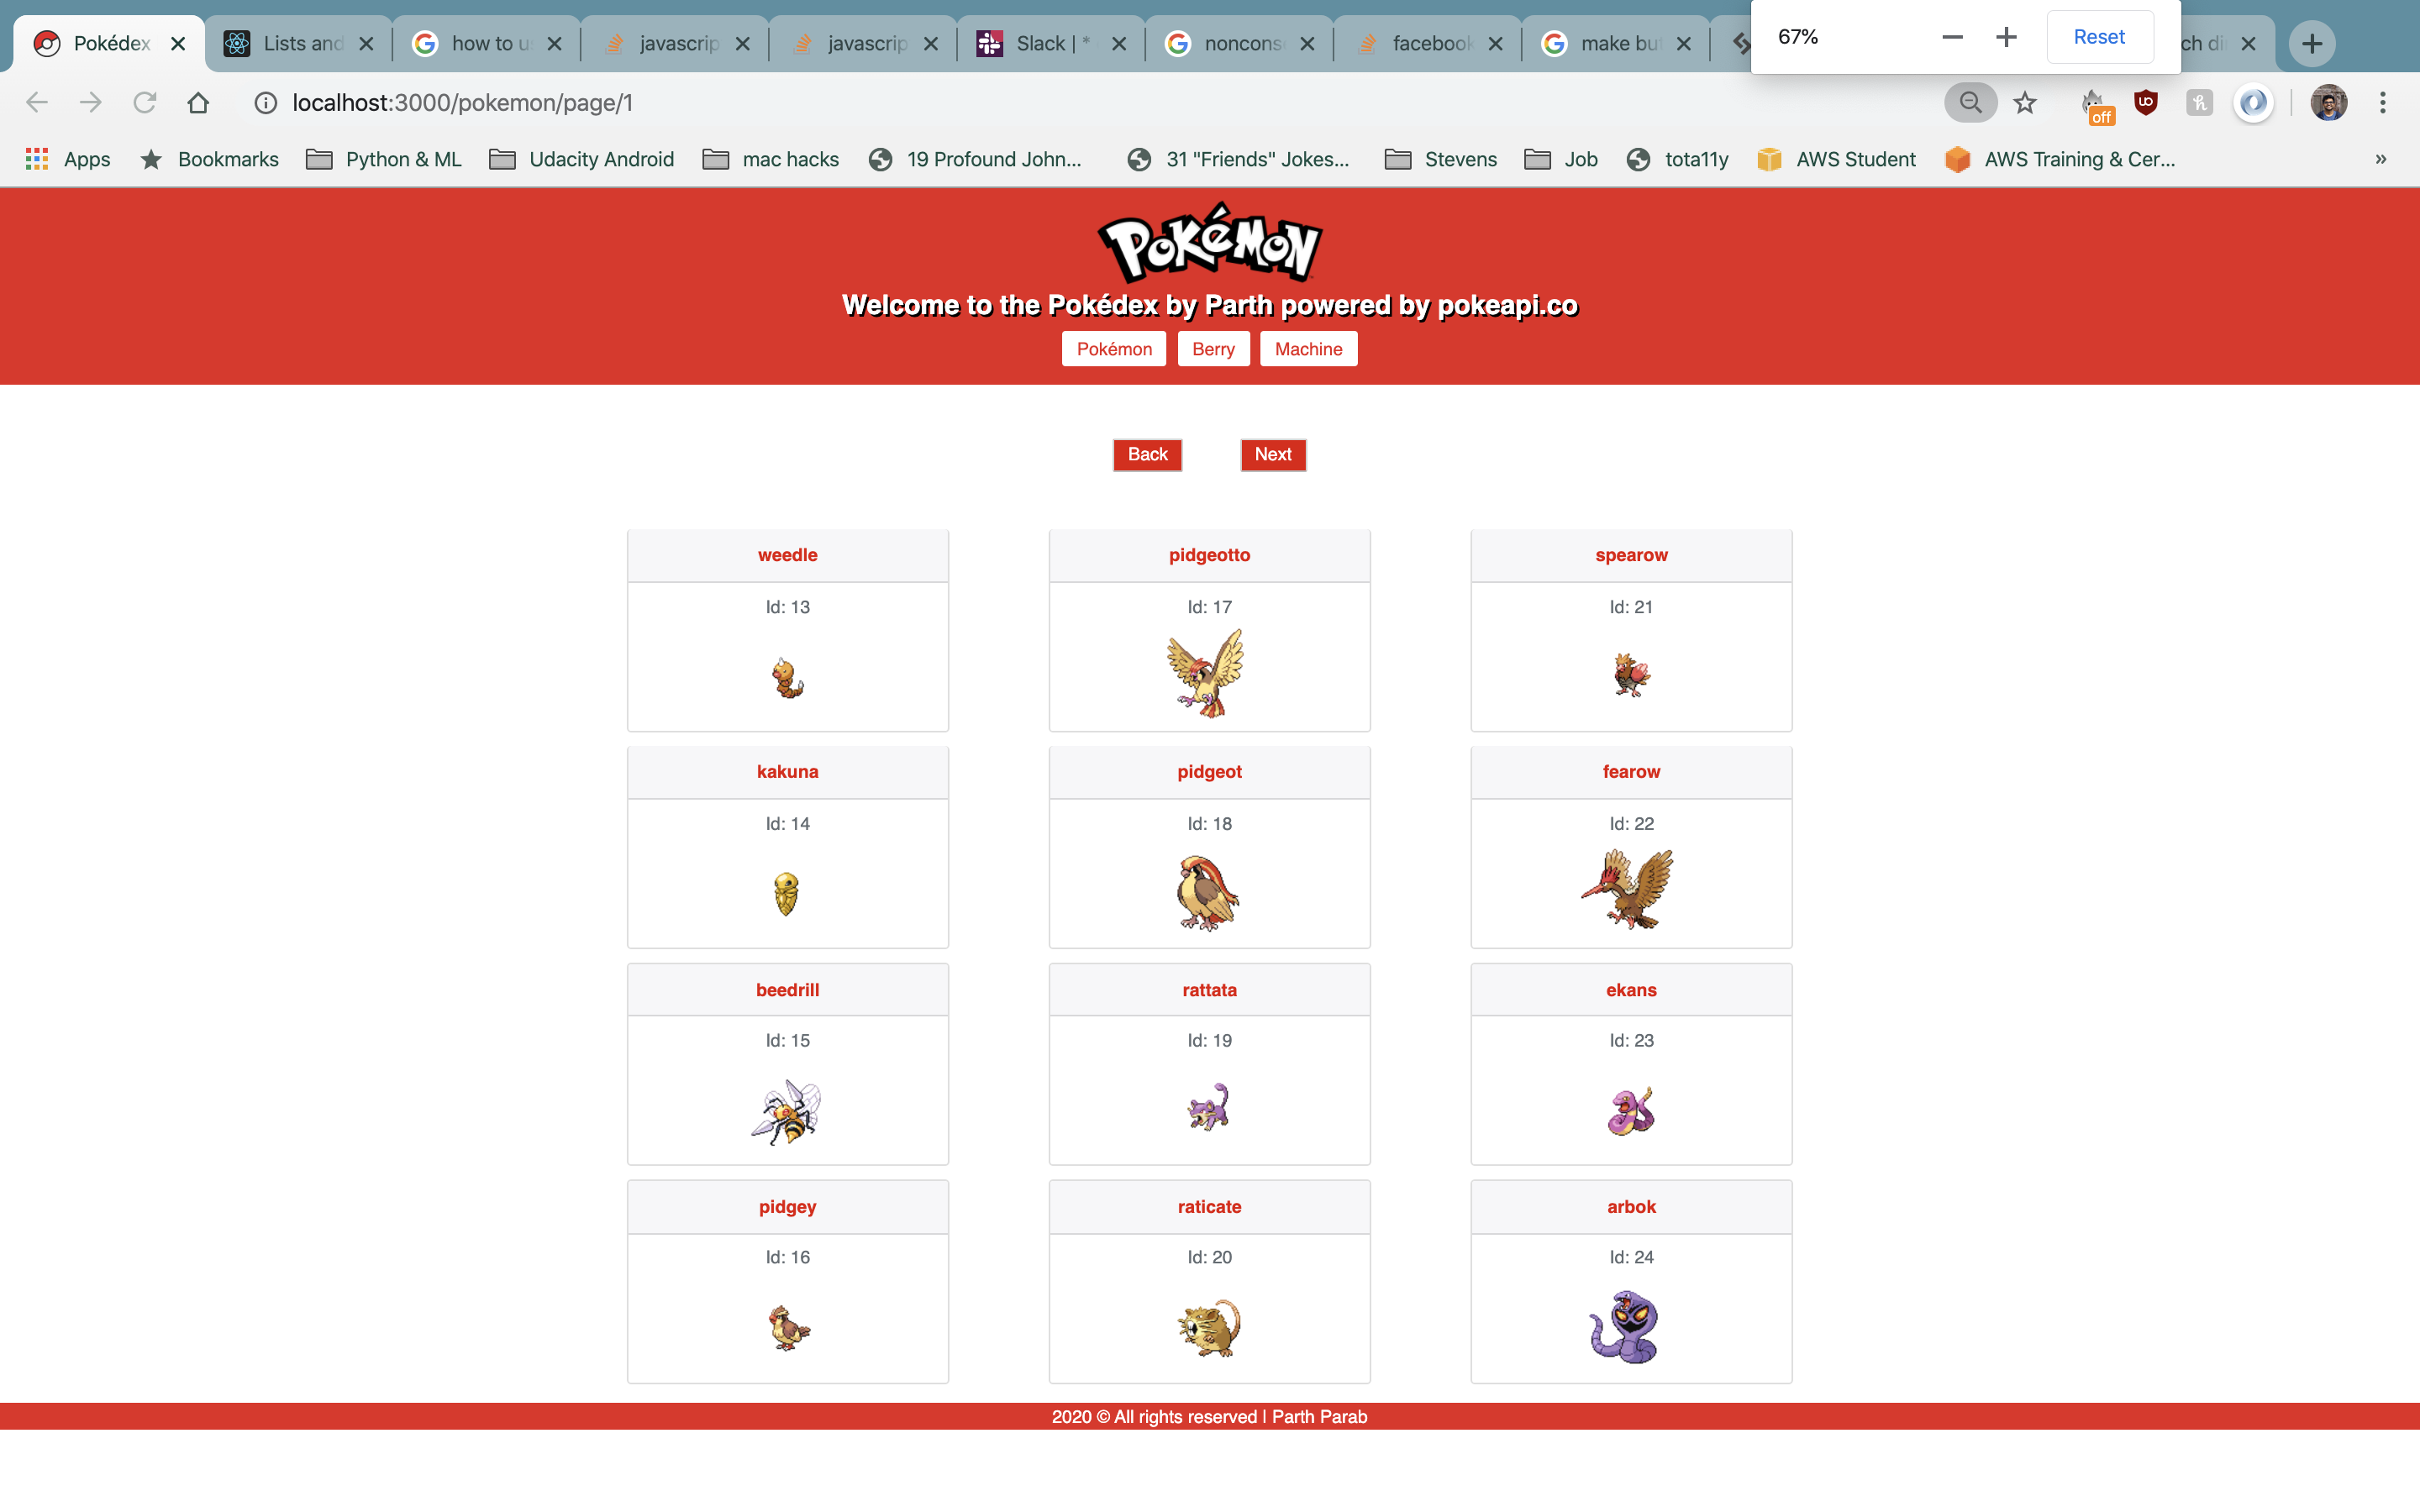 Pokédex
Lists and
how to u
javascrip
javascrip
Slack | *
nonconse
facebook
make bu
ch di
67%
Reset
localhost:3000/pokemon/page/1
off
Apps
Bookmarks
Python & ML
Udacity Android
mac hacks
19 Profound John...
31 "Friends" Jokes...
Stevens
Job
tota11y
AWS Student
AWS Training & Cer...
»
POKéMON
Welcome to the Pokédex by Parth powered by pokeapi.co
Pokémon Berry Machine
Back Next
weedle
Id: 13
pidgeotto
Id: 17
spearow
Id: 21
kakuna
Id: 14
pidgeot
Id: 18
fearow
Id: 22
beedrill
Id: 15
rattata
Id: 19
ekans
Id: 23
pidgey
Id: 16
raticate
Id: 20
arbok
Id: 24
2020 © All rights reserved | Parth Parab